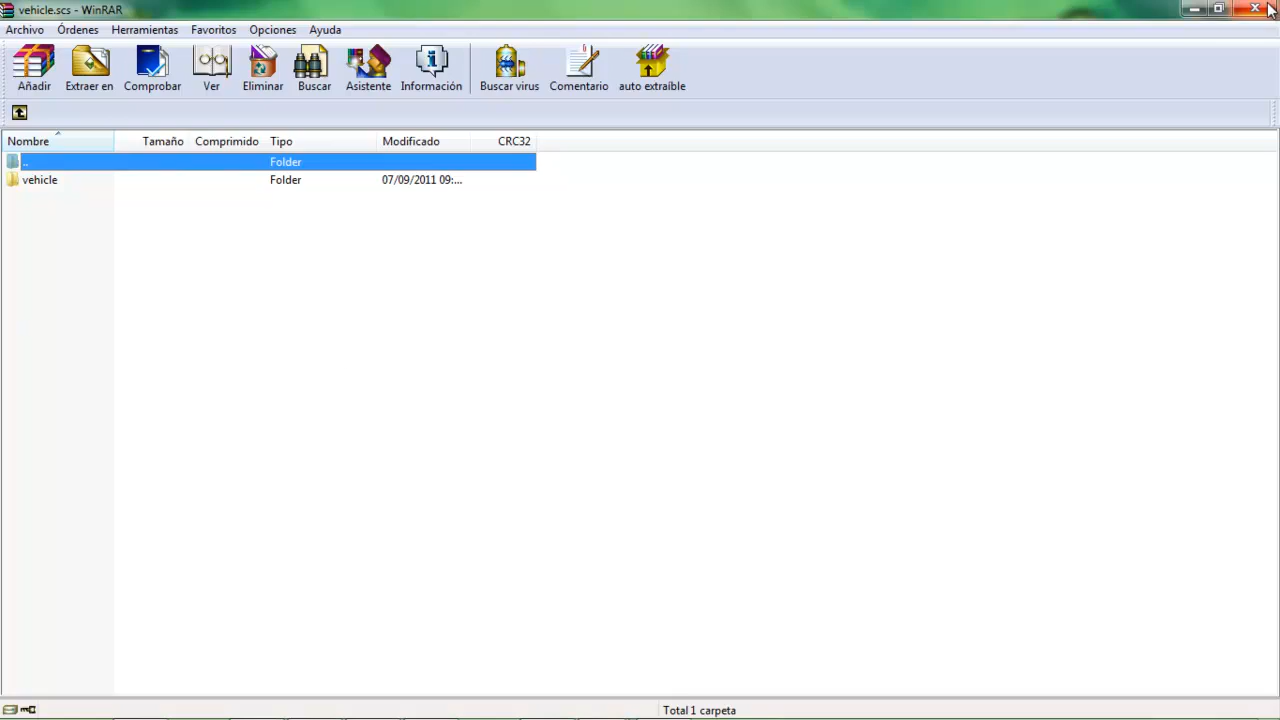 vehicle.scs - WinRAR
Archivo Órdenes Herramientas Favoritos Opciones Ayuda
Añadir Extraer en Comprobar Ver Eliminar Buscar Asistente Información Buscar virus Comentario auto extraíble
Nombre Tamaño Comprimido Tipo Modificado CRC32
.. Folder
vehicle Folder 07/09/2011 09:...
Total 1 carpeta